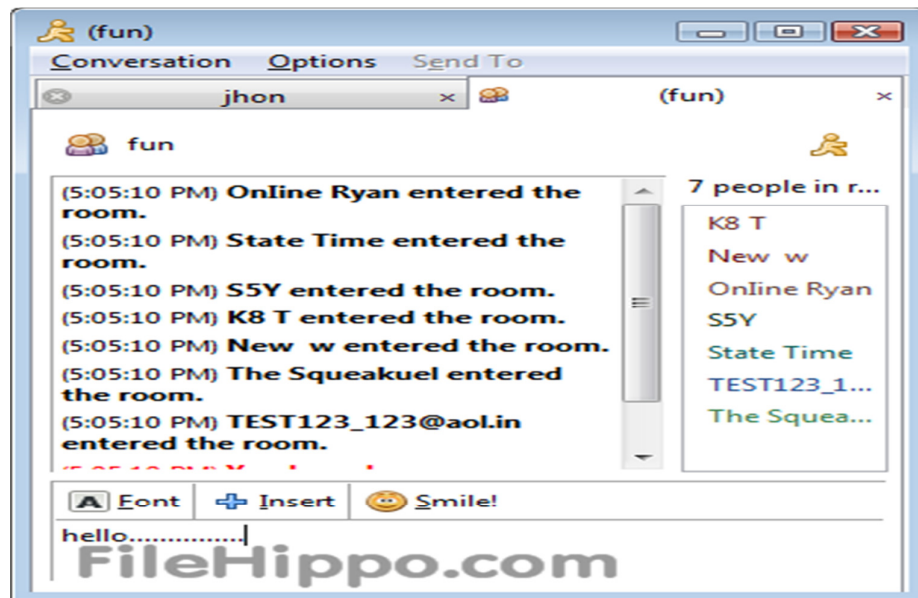 (fun)
Conversation Options Send To
jhon (fun)
fun
(5:05:10 PM) OnIine Ryan entered the
room.
(5:05:10 PM) State Time entered the
room.
(5:05:10 PM) S5Y entered the room.
(5:05:10 PM) K8 T entered the room.
(5:05:10 PM) New  w entered the room.
(5:05:10 PM) The Squeakuel entered
the room.
(5:05:10 PM) TEST123_123@aol.in
entered the room.
7 people in r...
K8 T
New  w
OnIine Ryan
S5Y
State Time
TEST123_1...
The Squea...
Font Insert Smile!
hello...............
FileHippo.com